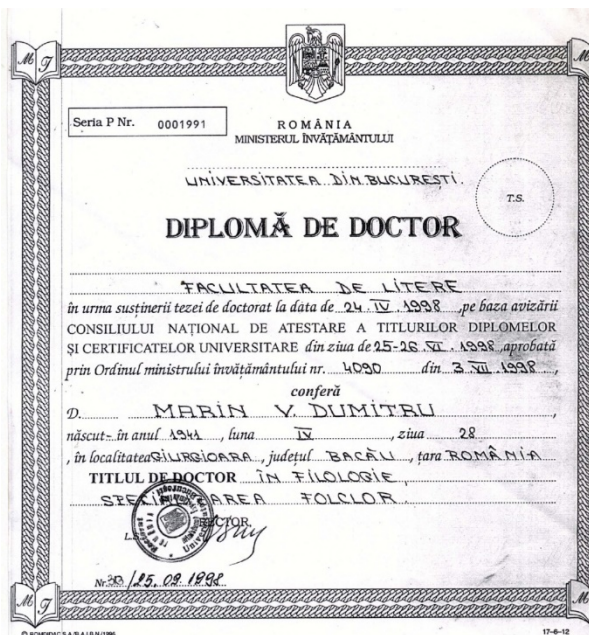 Seria P Nr. 0001991
ROMÂNIA
MINISTERUL ÎNVĂȚĂMÂNTULUI
UNIVERSITATEA DIN BUCUREȘTI.
T.S.
DIPLOMĂ DE DOCTOR
FACULTATEA DE LITERE
în urma susținerii tezei de doctorat la data de 24 IV 1998, pe baza avizării
CONSILIULUI NAȚIONAL DE ATESTARE A TITLURILOR DIPLOMELOR
ȘI CERTIFICATELOR UNIVERSITARE din ziua de 25-26 VI. 1998, aprobată
prin Ordinul ministrului învățământului nr. 4090 din 3 VII 1998,
conferă
D. MARIN V. DUMITRU,
născut- în anul 1941, luna IV, ziua 28
, în localitatea GIURGIOARA, județul BACĂU, țara ROMÂNIA
TITLUL DE DOCTOR ÎN FILOLOGIE,
FOLCLOR.
RECTOR,
Nr. /25.09.1998
17-6-12